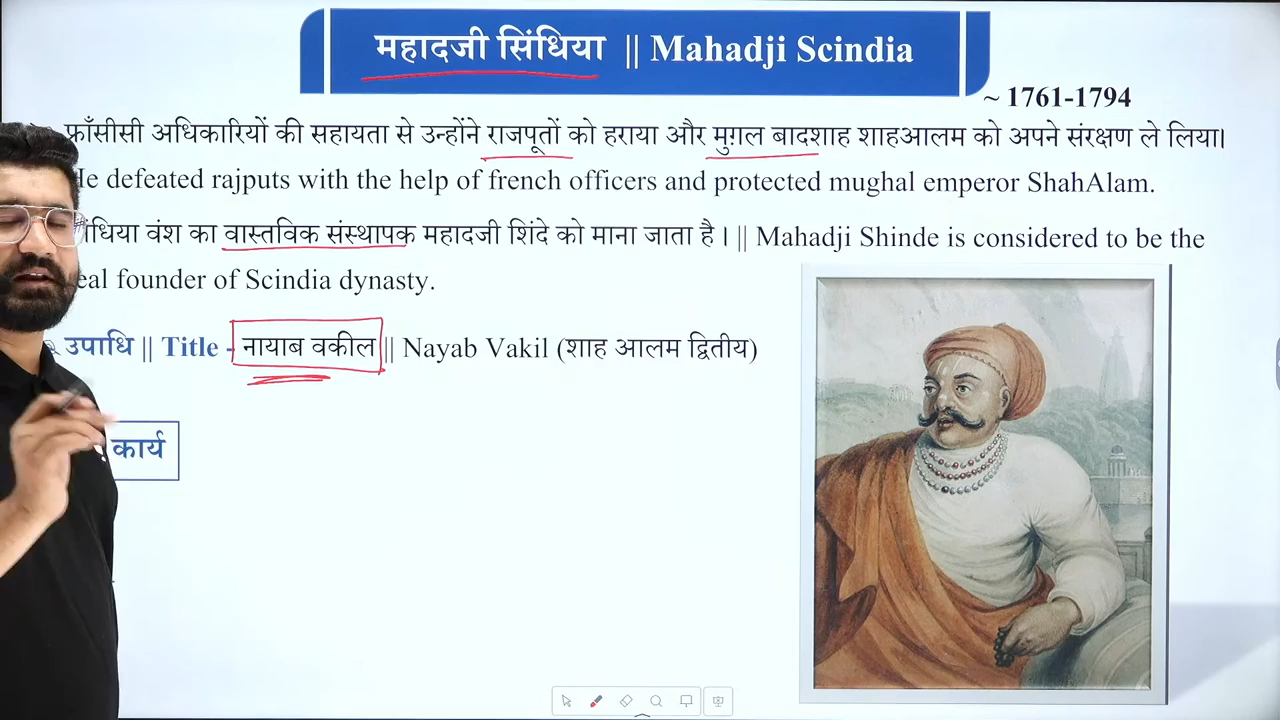 महादजी सिंधिया || Mahadji Scindia
~ 1761-1794
फ्राँसीसी अधिकारियों की सहायता से उन्होंने राजपूतों को हराया और मुग़ल बादशाह शाहआलम को अपने संरक्षण ले लिया।
defeated rajputs with the help of french officers and protected mughal emperor ShahAlam.
वंश का वास्तविक संस्थापक महादजी शिंदे को माना जाता है। || Mahadji Shinde is considered to be the
founder of Scindia dynasty.
उपाधि || Title - नायाब वकील || Nayab Vakil (शाह आलम द्वितीय)
कार्य